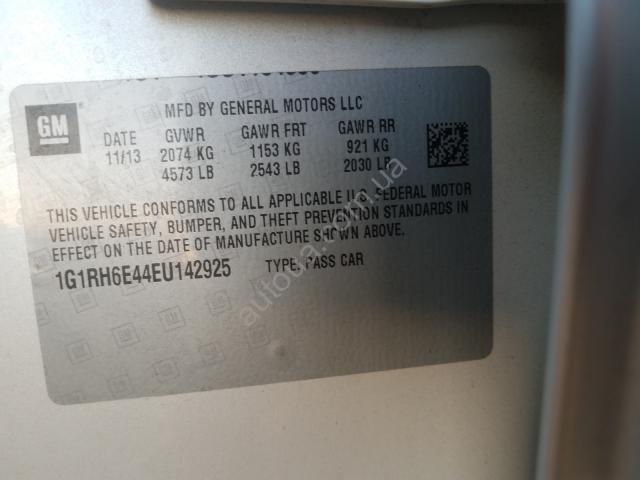 GM
MFD BY GENERAL MOTORS LLC
DATE GVWR GAWR FRT GAWR RR
11/13 2074 KG 1153 KG 921 KG
4573 LB 2543 LB 2030 LB
THIS VEHICLE CONFORMS TO ALL APPLICABLE U.S. FEDERAL MOTOR
VEHICLE SAFETY, BUMPER, AND THEFT PREVENTION STANDARDS IN
EFFECT ON THE DATE OF MANUFACTURE SHOWN ABOVE.
1G1RH6E44EU142925 TYPE: PASS CAR